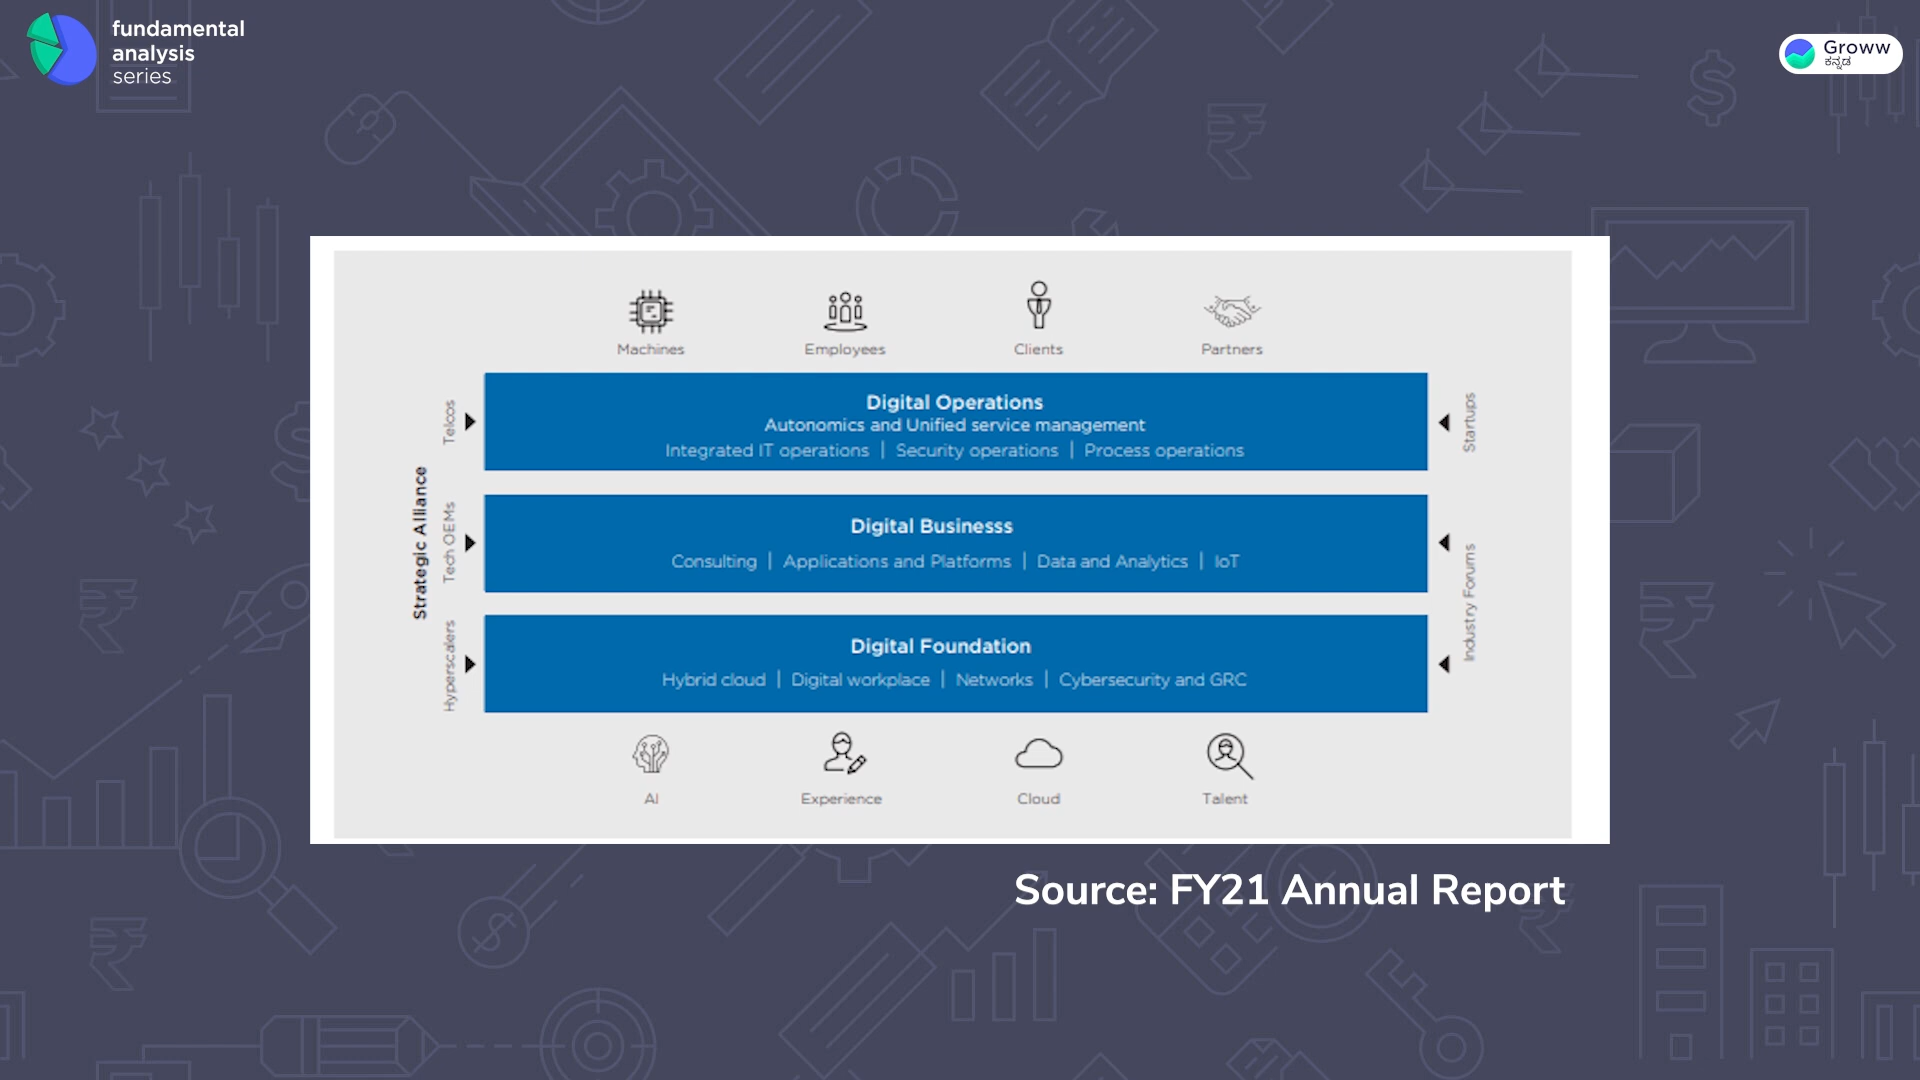 fundamental
analysis
series
Groww
ಕನ್ನಡ
Machines
Employees
Clients
Partners
Strategic Alliance
Telcos
Tech OEMs
Hyperscalers
Digital Operations
Autonomics and Unified service management
Integrated IT operations | Security operations | Process operations
Digital Businesss
Consulting | Applications and Platforms | Data and Analytics | IoT
Digital Foundation
Hybrid cloud | Digital workplace | Networks | Cybersecurity and GRC
Startups
Industry Forums
AI
Experience
Cloud
Talent
Source: FY21 Annual Report